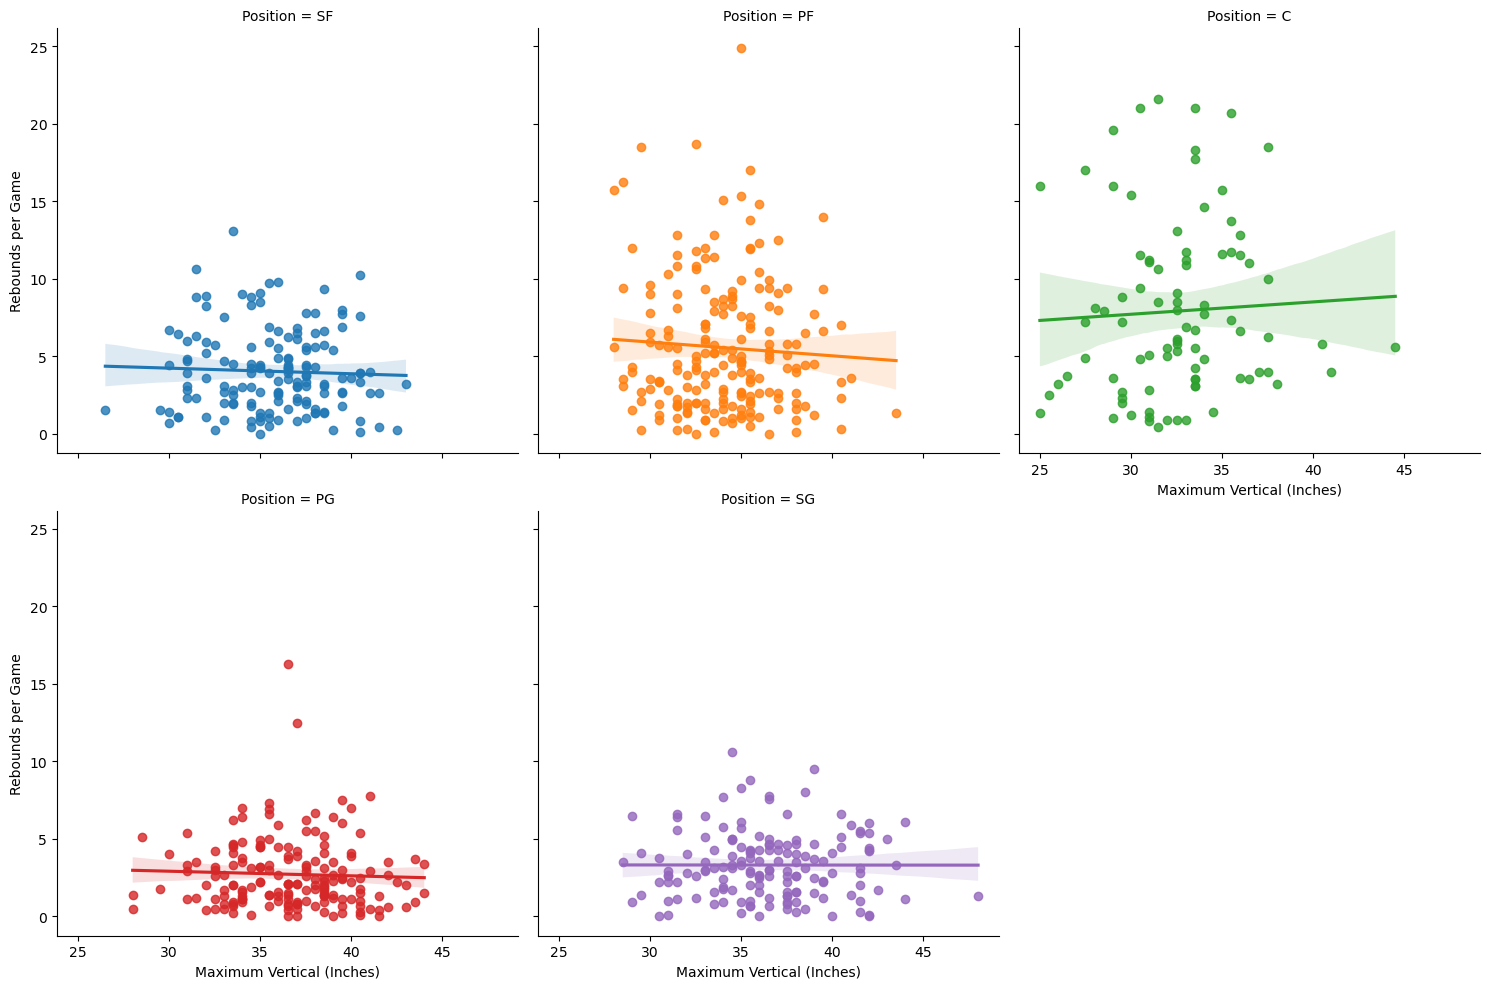 Position = SF
Position = PF
Position = C
25
20
15
10
5
0
Rebounds per Game
25
30
35
40
45
Maximum Vertical (Inches)
Position = PG
Position = SG
25
20
15
10
5
0
Rebounds per Game
25
30
35
40
45
25
30
35
40
45
Maximum Vertical (Inches)
Maximum Vertical (Inches)